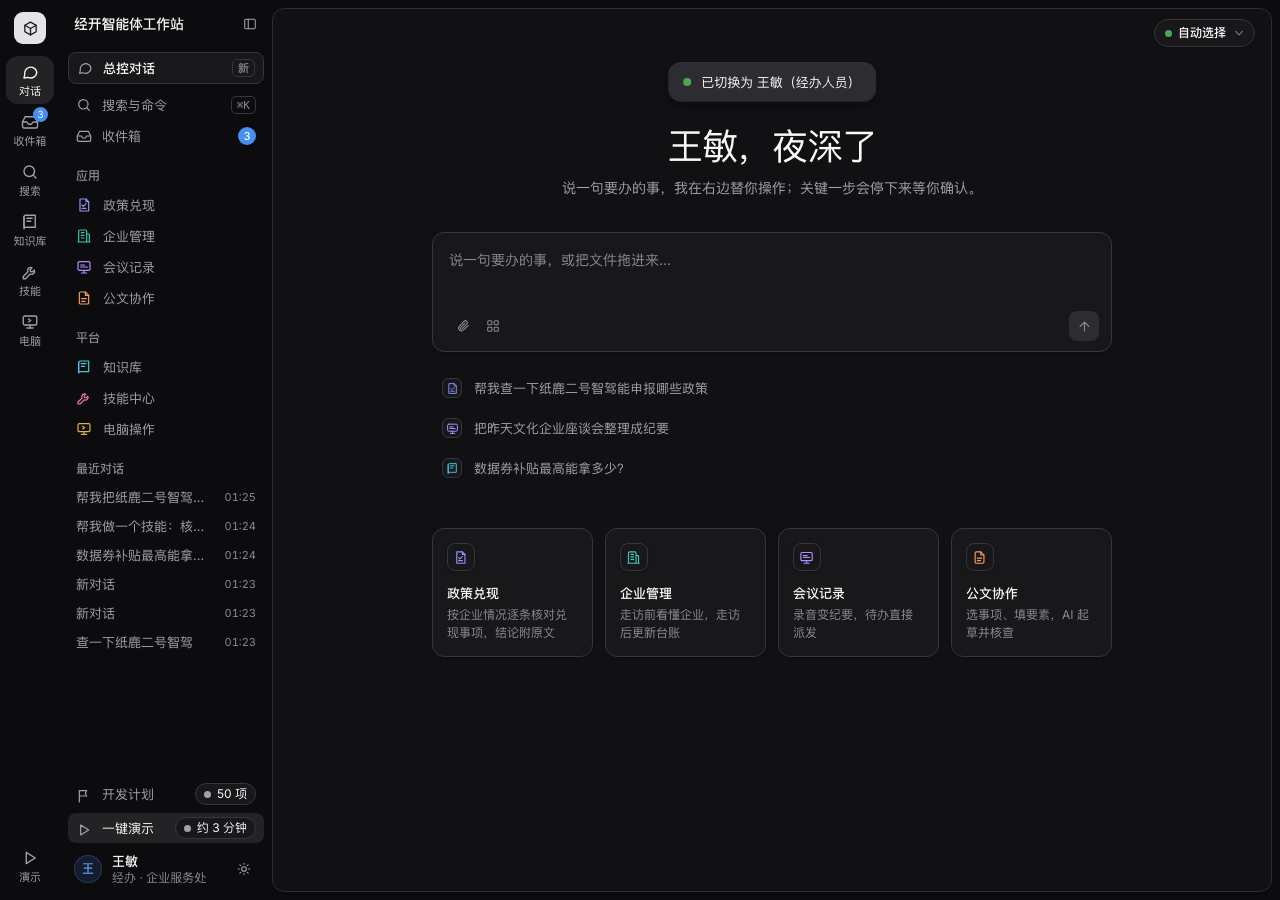 对话
3
收件箱
搜索
知识库
技能
电脑
演示
经开智能体工作站
总控对话 新
搜索与命令 ⌘K
收件箱 3
应用
政策兑现
企业管理
会议记录
公文协作
平台
知识库
技能中心
电脑操作
最近对话
帮我把纸鹿二号智驾... 01:25
帮我做一个技能：核... 01:24
数据券补贴最高能拿... 01:24
新对话 01:23
新对话 01:23
查一下纸鹿二号智驾 01:23
开发计划 50 项
一键演示 约 3 分钟
王 王敏
经办 · 企业服务处
自动选择
已切换为 王敏（经办人员）
王敏，夜深了
说一句要办的事，我在右边替你操作；关键一步会停下来等你确认。
说一句要办的事，或把文件拖进来...
帮我查一下纸鹿二号智驾能申报哪些政策
把昨天文化企业座谈会整理成纪要
数据券补贴最高能拿多少？
政策兑现
按企业情况逐条核对兑
现事项，结论附原文
企业管理
走访前看懂企业，走访
后更新台账
会议记录
录音变纪要，待办直接
派发
公文协作
选事项、填要素，AI 起
草并核查